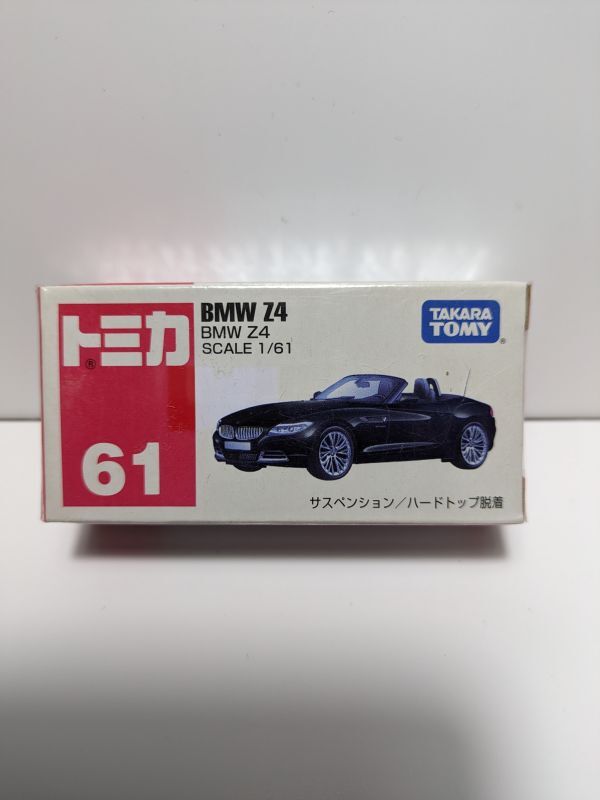 トミカ
®
61
BMW Z4
BMW Z4
SCALE 1/61
TAKARA
TOMY
®
サスペンション/ハードトップ脱着